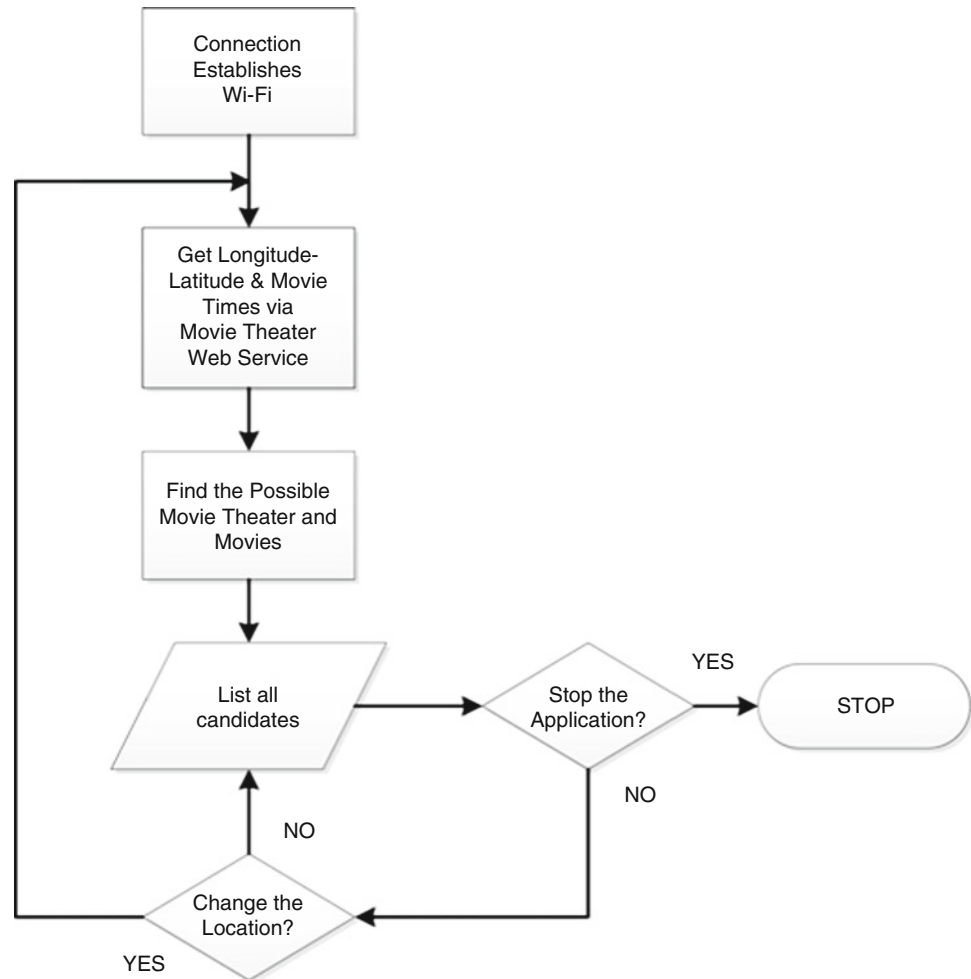 Connection
Establishes
Wi-Fi
Get Longitude-
Latitude & Movie
Times via
Movie Theater
Web Service
Find the Possible
Movie Theater and
Movies
List all
candidates
Stop the
Application?
YES
STOP
NO
NO
Change the
Location?
YES